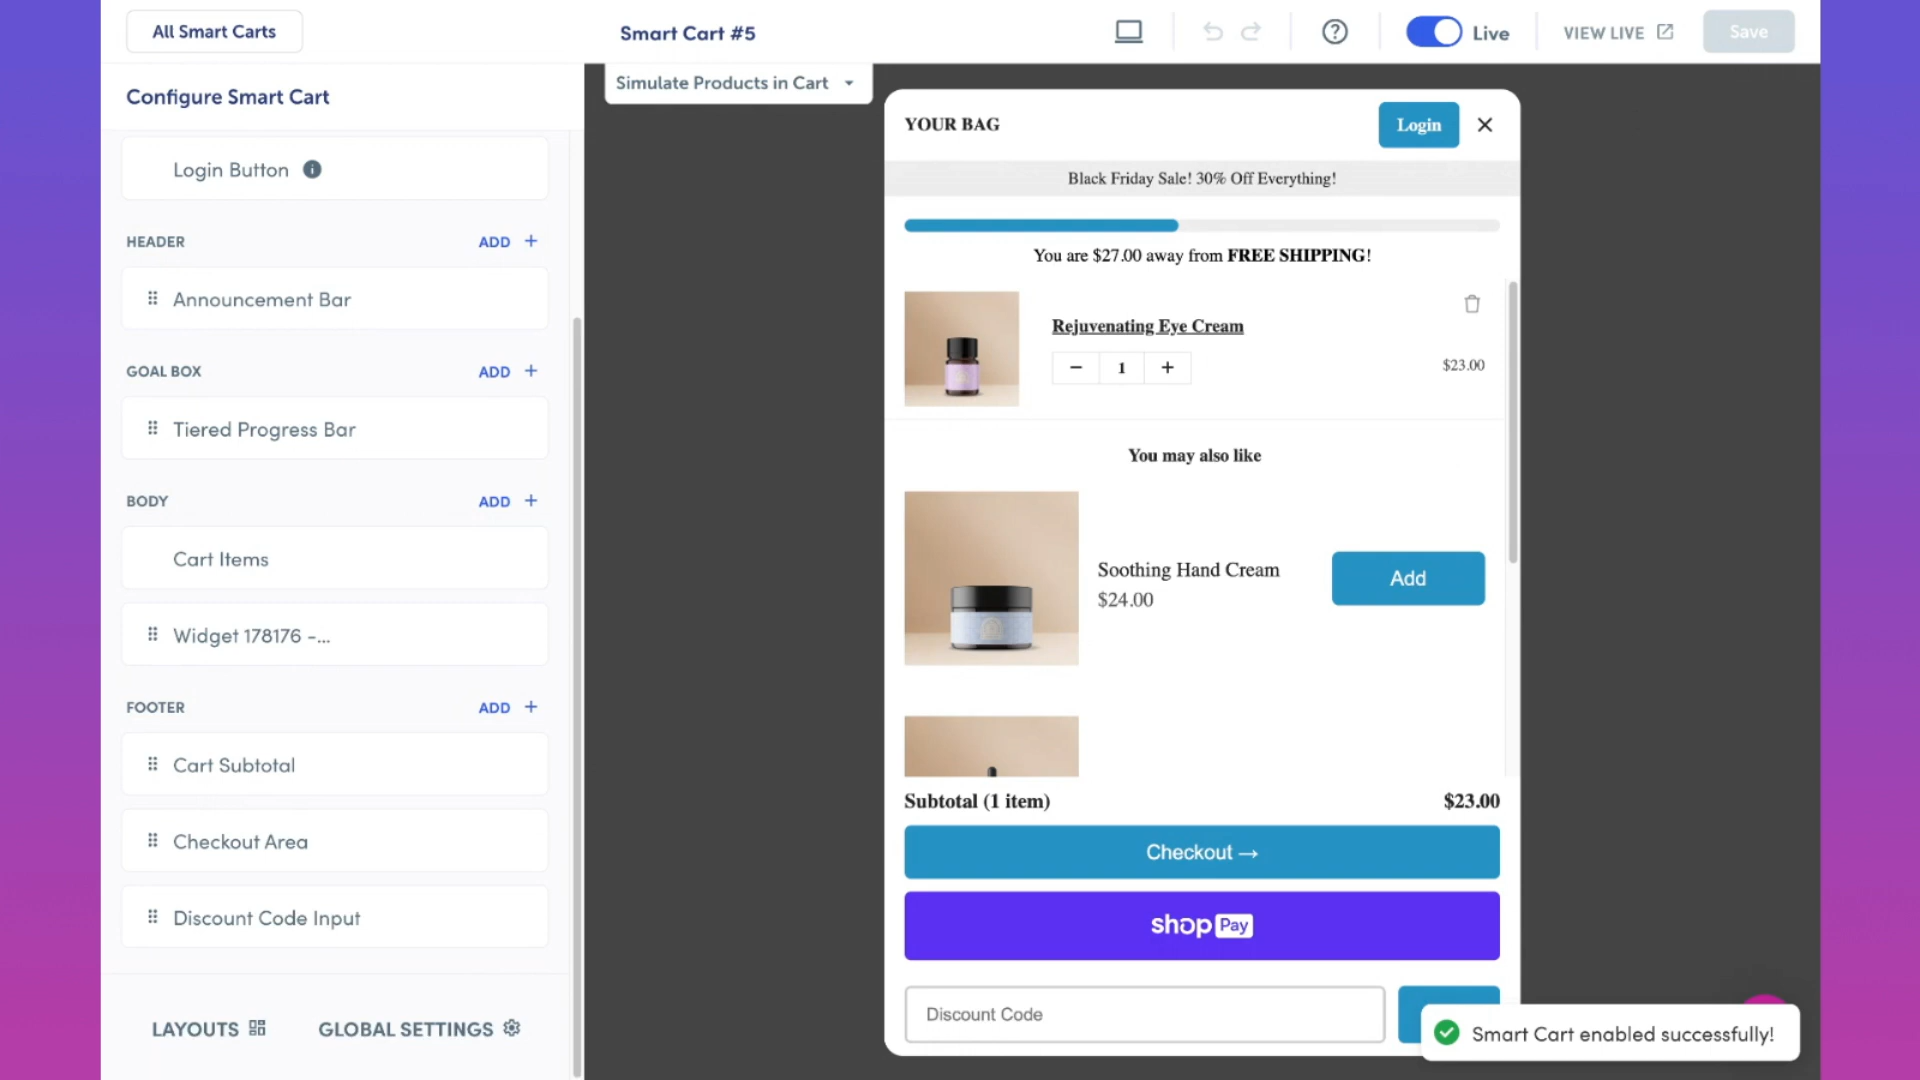 All Smart Carts
Smart Cart #5
Live
VIEW LIVE
Save
Configure Smart Cart
Simulate Products in Cart
Login Button
HEADER
ADD +
Announcement Bar
GOAL BOX
ADD +
Tiered Progress Bar
BODY
ADD +
Cart Items
Widget 178176 -...
FOOTER
ADD +
Cart Subtotal
Checkout Area
Discount Code Input
LAYOUTS
GLOBAL SETTINGS
YOUR BAG
Login
Black Friday Sale! 30% Off Everything!
You are $27.00 away from FREE SHIPPING!
Rejuvenating Eye Cream
− 1 +
$23.00
You may also like
Soothing Hand Cream
$24.00
Add
Subtotal (1 item)
$23.00
Checkout →
shop Pay
Discount Code
Smart Cart enabled successfully!